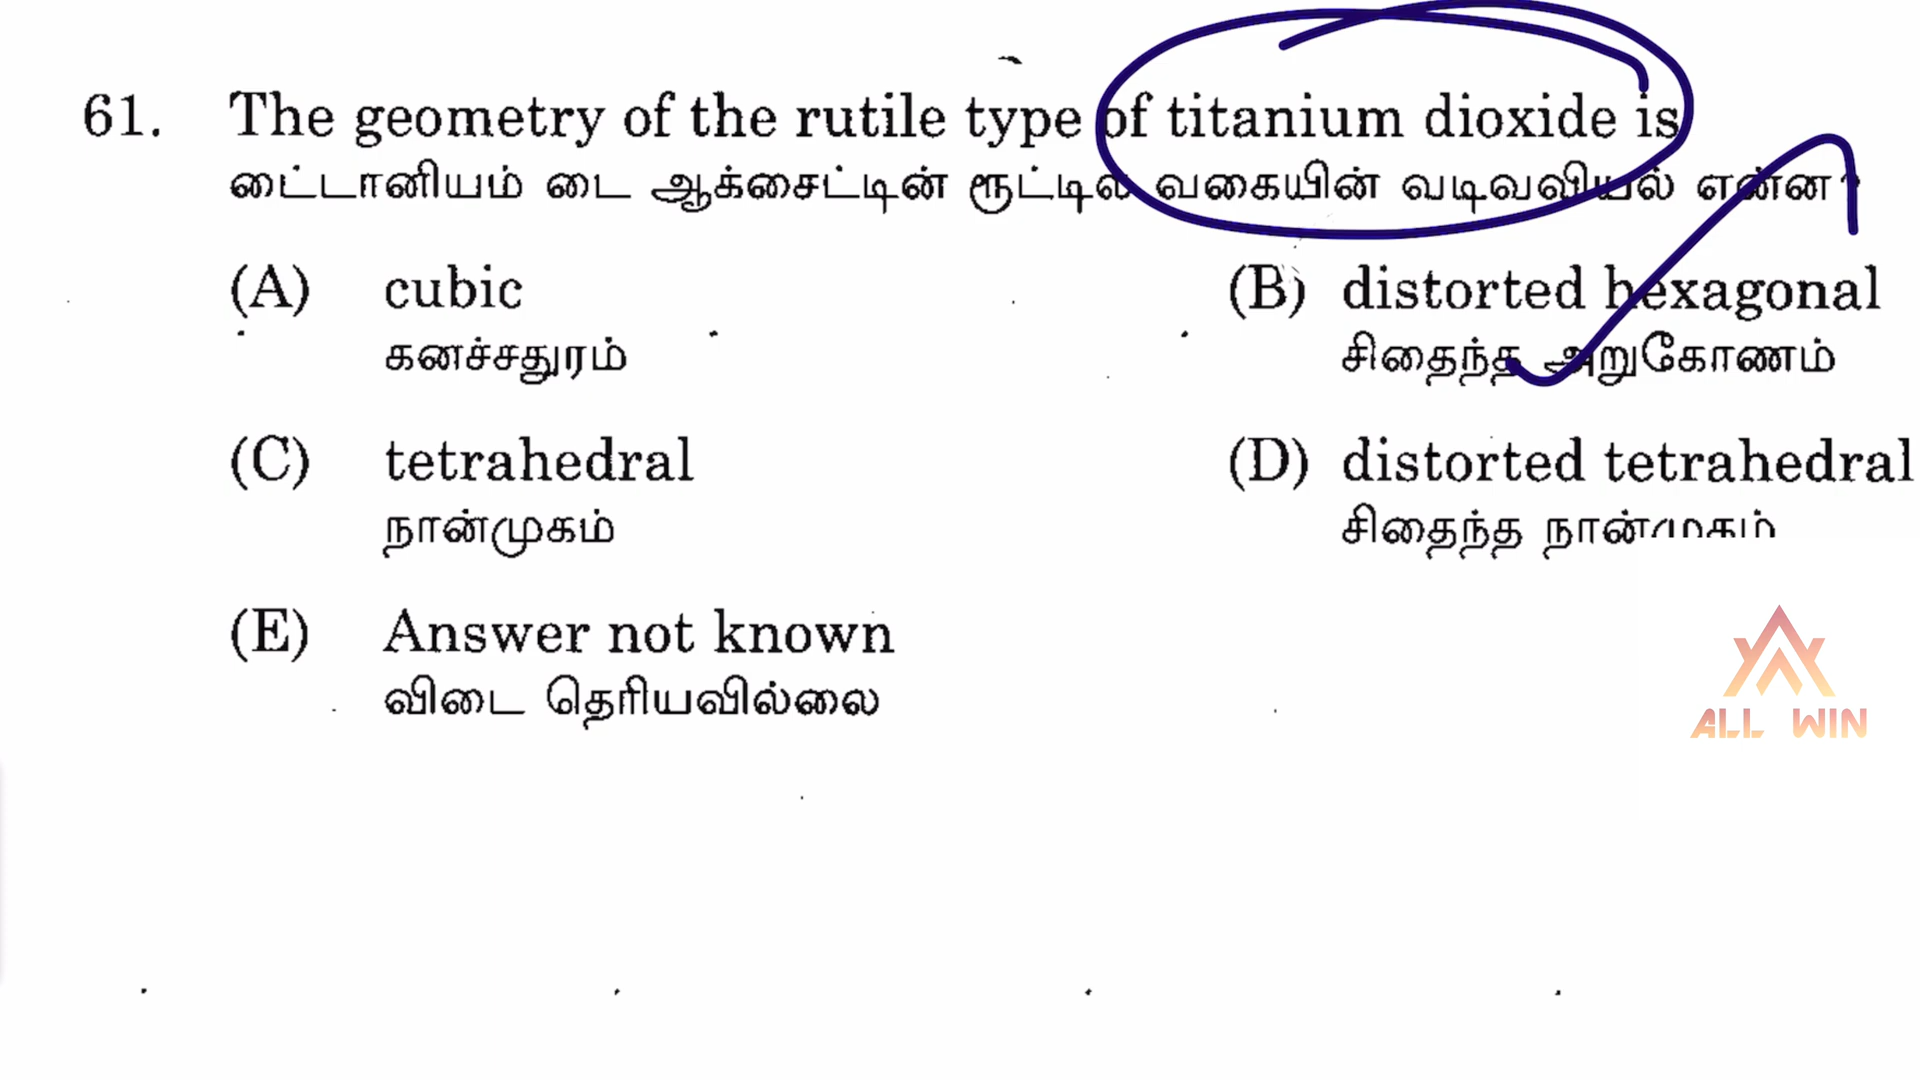 61. The geometry of the rutile type of titanium dioxide is
டைட்டானியம் டை ஆக்சைட்டின் ரூட்டில் வகையின் வடிவவியல் என்ன?
(A) cubic (B) distorted hexagonal
கனச்சதுரம் சிதைந்த அறுகோணம்
(C) tetrahedral (D) distorted tetrahedral
நான்முகம் சிதைந்த நான்முகம்
(E) Answer not known
விடை தெரியவில்லை
ALL WIN